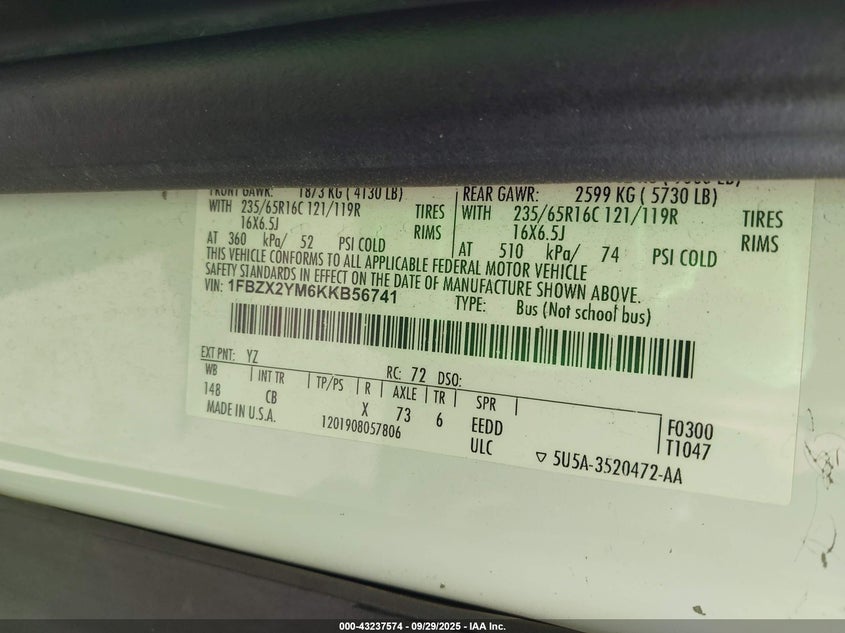 FRONT GAWR: 1873 KG ( 4130 LB) REAR GAWR: 2599 KG ( 5730 LB)
WITH 235/65R16C 121/119R TIRES WITH 235/65R16C 121/119R TIRES
16X6.5J RIMS 16X6.5J RIMS
AT 360 kPa/ 52 PSI COLD AT 510 kPa/ 74 PSI COLD
THIS VEHICLE CONFORMS TO ALL APPLICABLE FEDERAL MOTOR VEHICLE
SAFETY STANDARDS IN EFFECT ON THE DATE OF MANUFACTURE SHOWN ABOVE.
VIN: 1FBZX2YM6KKB56741 TYPE: Bus (Not school bus)
EXT PNT: YZ RC: 72 DSO:
WB INT TR TP/PS R AXLE TR SPR
148 CB X 73 6 EEDD F0300
MADE IN U.S.A. 1201908057806 ULC T1047
▽ 5U5A-3520472-AA
000-43237574 • 09/29/2025 - IAA Inc.